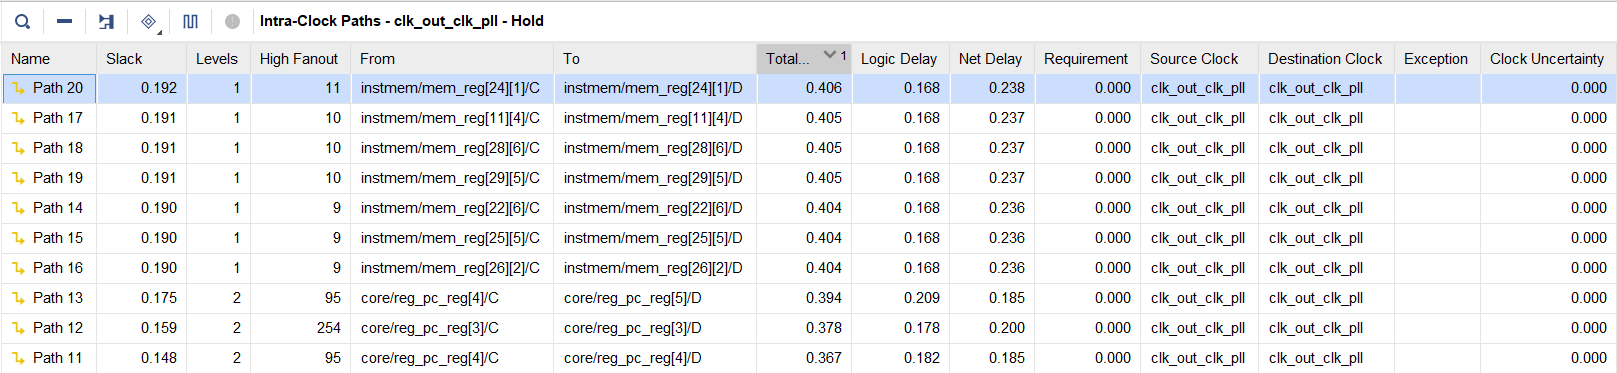 Intra-Clock Paths - clk_out_clk_pll - Hold
Name Slack Levels High Fanout From To Total... 1 Logic Delay Net Delay Requirement Source Clock Destination Clock Exception Clock Uncertainty
Path 20 0.192 1 11 instmem/mem_reg[24][1]/C instmem/mem_reg[24][1]/D 0.406 0.168 0.238 0.000 clk_out_clk_pll clk_out_clk_pll 0.000
Path 17 0.191 1 10 instmem/mem_reg[11][4]/C instmem/mem_reg[11][4]/D 0.405 0.168 0.237 0.000 clk_out_clk_pll clk_out_clk_pll 0.000
Path 18 0.191 1 10 instmem/mem_reg[28][6]/C instmem/mem_reg[28][6]/D 0.405 0.168 0.237 0.000 clk_out_clk_pll clk_out_clk_pll 0.000
Path 19 0.191 1 10 instmem/mem_reg[29][5]/C instmem/mem_reg[29][5]/D 0.405 0.168 0.237 0.000 clk_out_clk_pll clk_out_clk_pll 0.000
Path 14 0.190 1 9 instmem/mem_reg[22][6]/C instmem/mem_reg[22][6]/D 0.404 0.168 0.236 0.000 clk_out_clk_pll clk_out_clk_pll 0.000
Path 15 0.190 1 9 instmem/mem_reg[25][5]/C instmem/mem_reg[25][5]/D 0.404 0.168 0.236 0.000 clk_out_clk_pll clk_out_clk_pll 0.000
Path 16 0.190 1 9 instmem/mem_reg[26][2]/C instmem/mem_reg[26][2]/D 0.404 0.168 0.236 0.000 clk_out_clk_pll clk_out_clk_pll 0.000
Path 13 0.175 2 95 core/reg_pc_reg[4]/C core/reg_pc_reg[5]/D 0.394 0.209 0.185 0.000 clk_out_clk_pll clk_out_clk_pll 0.000
Path 12 0.159 2 254 core/reg_pc_reg[3]/C core/reg_pc_reg[3]/D 0.378 0.178 0.200 0.000 clk_out_clk_pll clk_out_clk_pll 0.000
Path 11 0.148 2 95 core/reg_pc_reg[4]/C core/reg_pc_reg[4]/D 0.367 0.182 0.185 0.000 clk_out_clk_pll clk_out_clk_pll 0.000